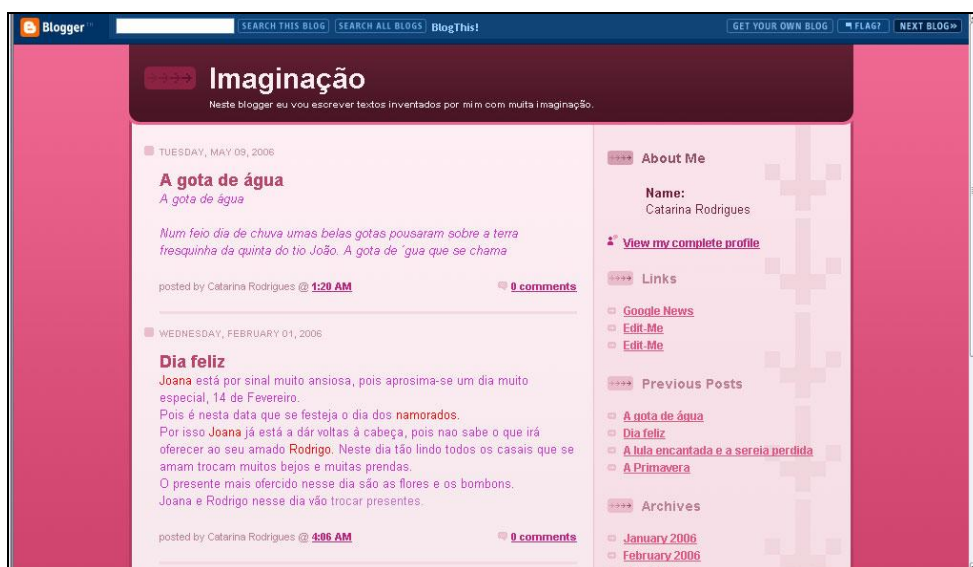 Blogger™
SEARCH THIS BLOG
SEARCH ALL BLOGS
BlogThis!
GET YOUR OWN BLOG
FLAG?
NEXT BLOG»
Imaginação
Neste blogger eu vou escrever textos inventados por mim com muita imaginação.
TUESDAY, MAY 09, 2006
A gota de água
A gota de água
Num feio dia de chuva umas belas gotas pousaram sobre a terra
fresquinha da quinta do tio João. A gota de ´gua que se chama
posted by Catarina Rodrigues @ 1:20 AM
0 comments
WEDNESDAY, FEBRUARY 01, 2006
Dia feliz
Joana está por sinal muito ansiosa, pois aprosima-se um dia muito
especial, 14 de Fevereiro.
Pois é nesta data que se festeja o dia dos namorados.
Por isso Joana já está a dár voltas à cabeça, pois nao sabe o que irá
oferecer ao seu amado Rodrigo. Neste dia tão lindo todos os casais que se
amam trocam muitos bejos e muitas prendas.
O presente mais ofercido nesse dia são as flores e os bombons.
Joana e Rodrigo nesse dia vão trocar presentes.
posted by Catarina Rodrigues @ 4:06 AM
0 comments
About Me
Name:
Catarina Rodrigues
View my complete profile
Links
Google News
Edit-Me
Edit-Me
Previous Posts
A gota de água
Dia feliz
A lula encantada e a sereia perdida
A Primavera
Archives
January 2006
February 2006